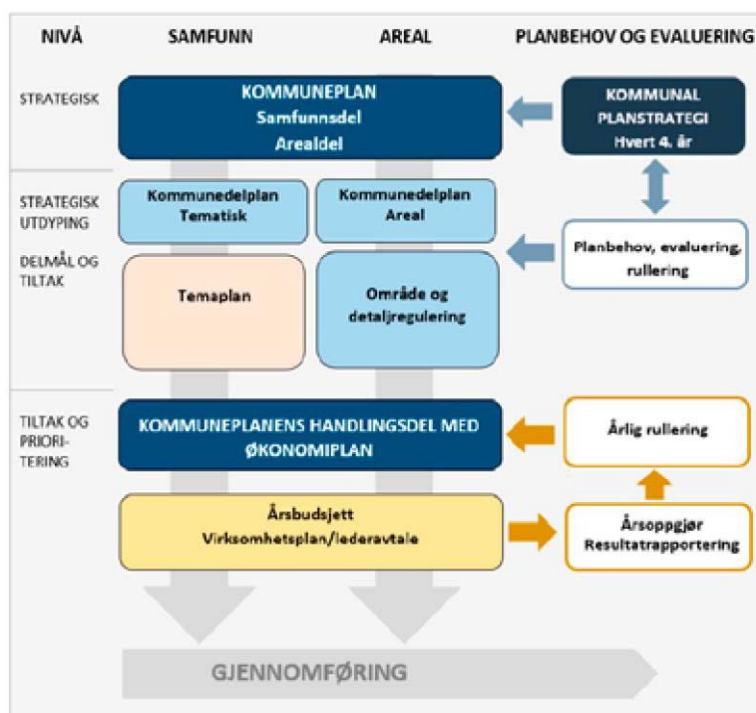 NIVÅ
SAMFUNN
AREAL
PLANBEHOV OG EVALUERING
STRATEGISK
KOMMUNEPLAN
Samfunnsdel
Arealdel
KOMMUNAL
PLANSTRATEGI
Hvert 4. år
STRATEGISK
UTDYPING
Kommunedelplan
Tematisk
Kommunedelplan
Areal
Planbehov, evaluering,
rullering
DELMÅL OG
TILTAK
Temaplan
Område og
detaljregulering
TILTAK OG
PRIORI-
TERING
KOMMUNEPLANENS HANDLINGSDEL MED
ØKONOMIPLAN
Årlig rullering
Årsbudsjett
Virksomhetsplan/lederavtale
Årsoppgjør
Resultatrapportering
GJENNOMFØRING